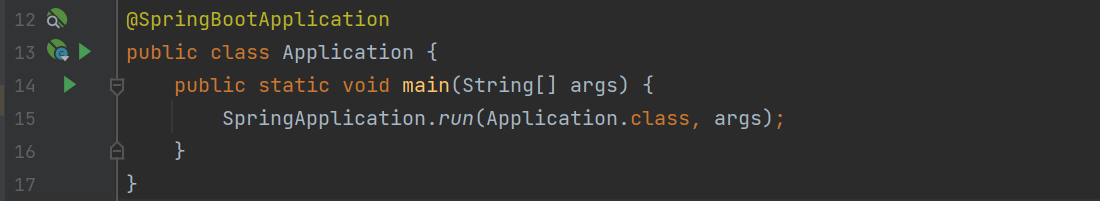 12 @SpringBootApplication
13 public class Application {
14 public static void main(String[] args) {
15 SpringApplication.run(Application.class, args);
16 }
17 }